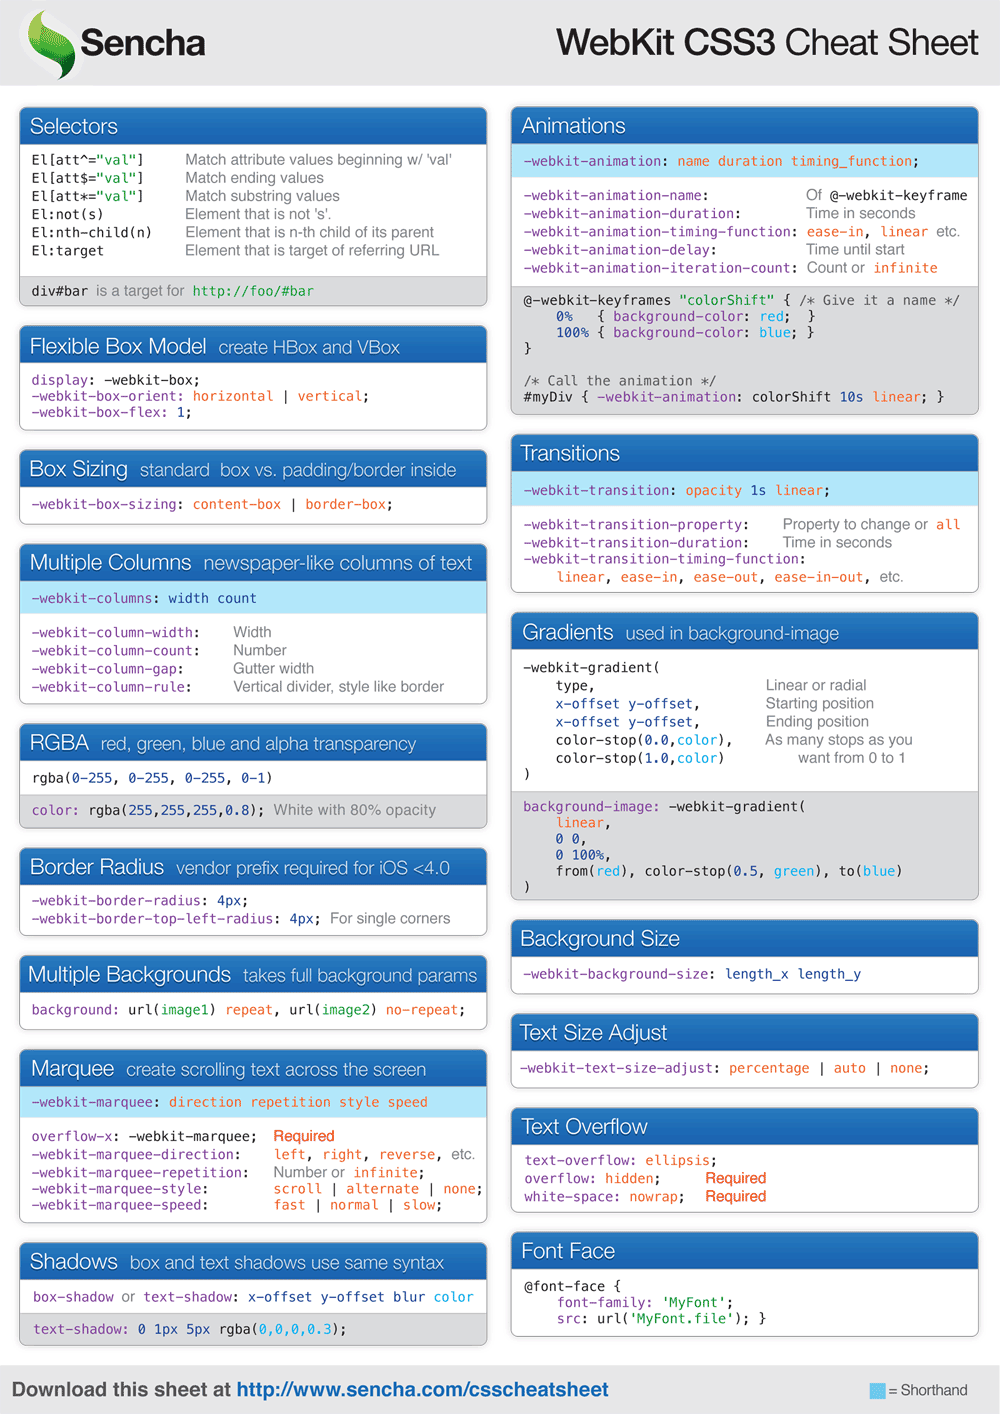 Sencha
WebKit CSS3 Cheat Sheet
Selectors
El[att^="val"] Match attribute values beginning w/ 'val'
El[att$="val"] Match ending values
El[att*="val"] Match substring values
El:not(s) Element that is not 's'.
El:nth-child(n) Element that is n-th child of its parent
El:target Element that is target of referring URL
div#bar is a target for http://foo/#bar
Flexible Box Model create HBox and VBox
display: -webkit-box;
-webkit-box-orient: horizontal | vertical;
-webkit-box-flex: 1;
Box Sizing standard box vs. padding/border inside
-webkit-box-sizing: content-box | border-box;
Multiple Columns newspaper-like columns of text
-webkit-columns: width count
-webkit-column-width: Width
-webkit-column-count: Number
-webkit-column-gap: Gutter width
-webkit-column-rule: Vertical divider, style like border
RGBA red, green, blue and alpha transparency
rgba(0-255, 0-255, 0-255, 0-1)
color: rgba(255,255,255,0.8); White with 80% opacity
Border Radius vendor prefix required for iOS <4.0
-webkit-border-radius: 4px;
-webkit-border-top-left-radius: 4px; For single corners
Multiple Backgrounds takes full background params
background: url(image1) repeat, url(image2) no-repeat;
Marquee create scrolling text across the screen
-webkit-marquee: direction repetition style speed
overflow-x: -webkit-marquee; Required
-webkit-marquee-direction: left, right, reverse, etc.
-webkit-marquee-repetition: Number or infinite;
-webkit-marquee-style: scroll | alternate | none;
-webkit-marquee-speed: fast | normal | slow;
Shadows box and text shadows use same syntax
box-shadow or text-shadow: x-offset y-offset blur color
text-shadow: 0 1px 5px rgba(0,0,0,0.3);
Animations
-webkit-animation: name duration timing_function;
-webkit-animation-name: Of @-webkit-keyframe
-webkit-animation-duration: Time in seconds
-webkit-animation-timing-function: ease-in, linear etc.
-webkit-animation-delay: Time until start
-webkit-animation-iteration-count: Count or infinite
@-webkit-keyframes "colorShift" { /* Give it a name */
0% { background-color: red; }
100% { background-color: blue; }
}
/* Call the animation */
#myDiv { -webkit-animation: colorShift 10s linear; }
Transitions
-webkit-transition: opacity 1s linear;
-webkit-transition-property: Property to change or all
-webkit-transition-duration: Time in seconds
-webkit-transition-timing-function:
linear, ease-in, ease-out, ease-in-out, etc.
Gradients used in background-image
-webkit-gradient(
type, Linear or radial
x-offset y-offset, Starting position
x-offset y-offset, Ending position
color-stop(0.0,color), As many stops as you
color-stop(1.0,color) want from 0 to 1
)
background-image: -webkit-gradient(
linear,
0 0,
0 100%,
from(red), color-stop(0.5, green), to(blue)
)
Background Size
-webkit-background-size: length_x length_y
Text Size Adjust
-webkit-text-size-adjust: percentage | auto | none;
Text Overflow
text-overflow: ellipsis;
overflow: hidden; Required
white-space: nowrap; Required
Font Face
@font-face {
font-family: 'MyFont';
src: url('MyFont.file'); }
Download this sheet at http://www.sencha.com/csscheatsheet
= Shorthand